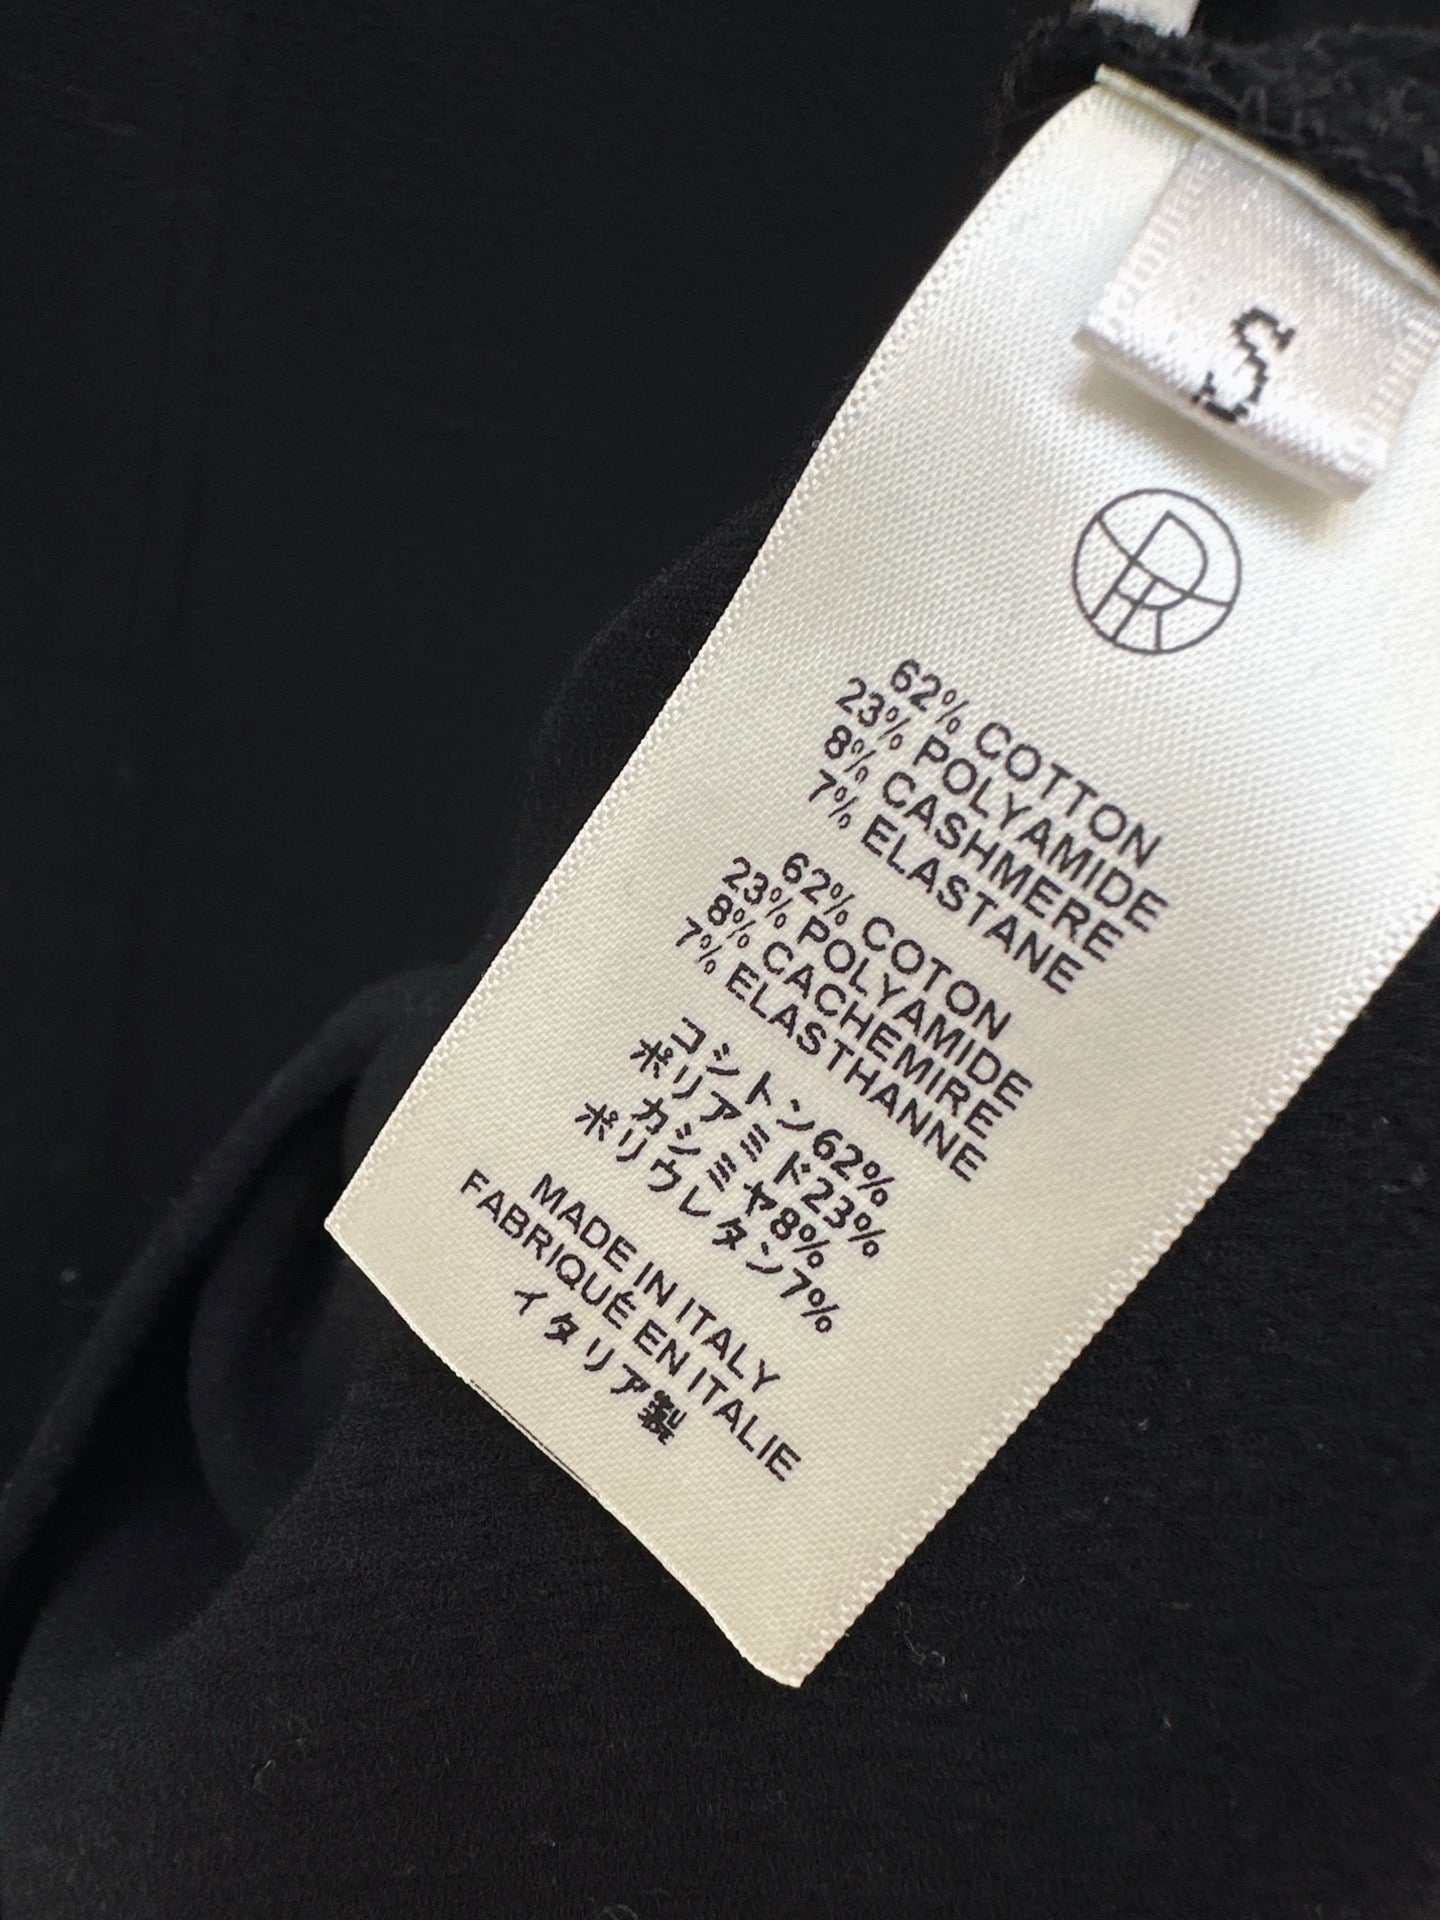 S
62% COTTON
23% POLYAMIDE
8% CASHMERE
7% ELASTANE
62% COTON
23% POLYAMIDE
8% CACHEMIRE
7% ELASTHANNE
コシトン62%
ポリアミド23%
カシミヤ8%
ポリウレタン7%
MADE IN ITALY
FABRIQUÉ EN ITALIE
イタリア製